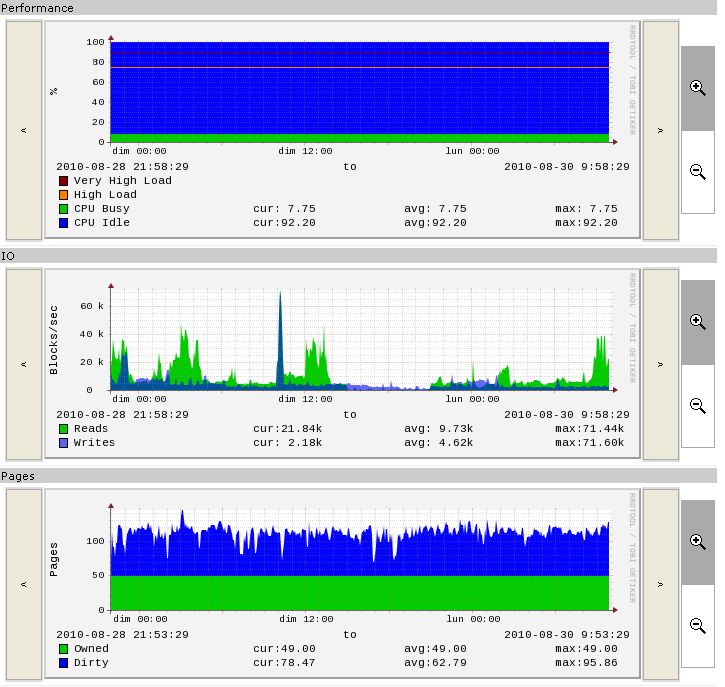 Performance
RRDTOOL / TOBI OETIKER
%
100
80
60
40
20
0
dim 00:00 dim 12:00 lun 00:00
2010-08-28 21:58:29 to 2010-08-30 9:58:29
Very High Load
High Load
CPU Busy cur: 7.75 avg: 7.75 max: 7.75
CPU Idle cur:92.20 avg:92.20 max:92.20
IO
RRDTOOL / TOBI OETIKER
Blocks/sec
60 k
40 k
20 k
0
dim 00:00 dim 12:00 lun 00:00
2010-08-28 21:58:29 to 2010-08-30 9:58:29
Reads cur:21.84k avg: 9.73k max:71.44k
Writes cur: 2.18k avg: 4.62k max:71.60k
Pages
RRDTOOL / TOBI OETIKER
Pages
100
50
0
dim 00:00 dim 12:00 lun 00:00
2010-08-28 21:53:29 to 2010-08-30 9:53:29
Owned cur:49.00 avg:49.00 max:49.00
Dirty cur:78.47 avg:62.79 max:95.86